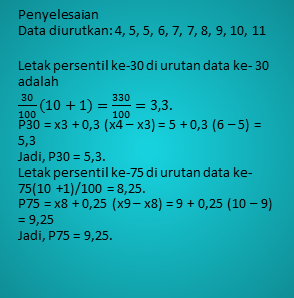 Penyelesaian
Data diurutkan: 4, 5, 5, 6, 7, 7, 8, 9, 10, 11
Letak persentil ke-30 di urutan data ke- 30
adalah
30/100 (10 + 1) = 330/100 = 3,3.
P30 = x3 + 0,3 (x4 – x3) = 5 + 0,3 (6 – 5) =
5,3
Jadi, P30 = 5,3.
Letak persentil ke-75 di urutan data ke-
75(10 +1)/100 = 8,25.
P75 = x8 + 0,25 (x9 – x8) = 9 + 0,25 (10 – 9)
= 9,25
Jadi, P75 = 9,25.